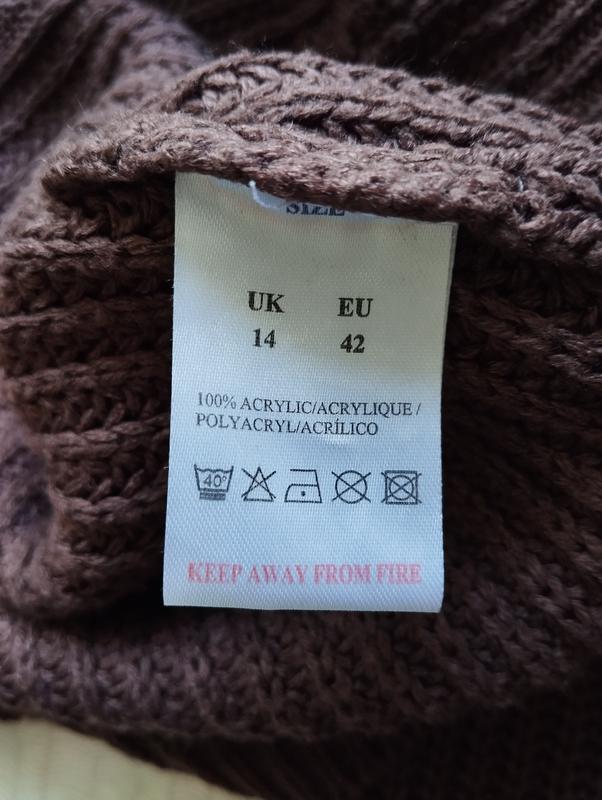 SIZE
UK EU
14 42
100% ACRYLIC/ACRYLIQUE /
POLYACRYL/ACRÍLICO
40°
KEEP AWAY FROM FIRE